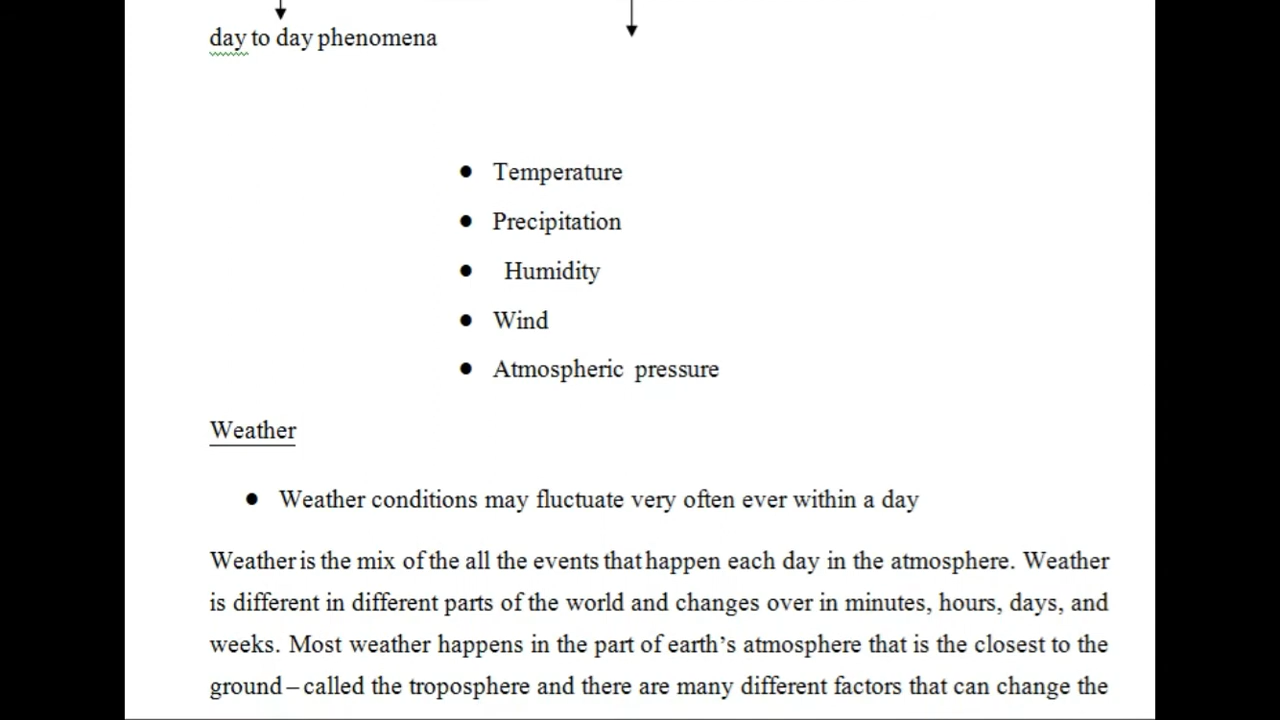 day to day phenomena
● Temperature
● Precipitation
● Humidity
● Wind
● Atmospheric pressure
Weather
● Weather conditions may fluctuate very often ever within a day
Weather is the mix of the all the events that happen each day in the atmosphere. Weather
is different in different parts of the world and changes over in minutes, hours, days, and
weeks. Most weather happens in the part of earth’s atmosphere that is the closest to the
ground – called the troposphere and there are many different factors that can change the